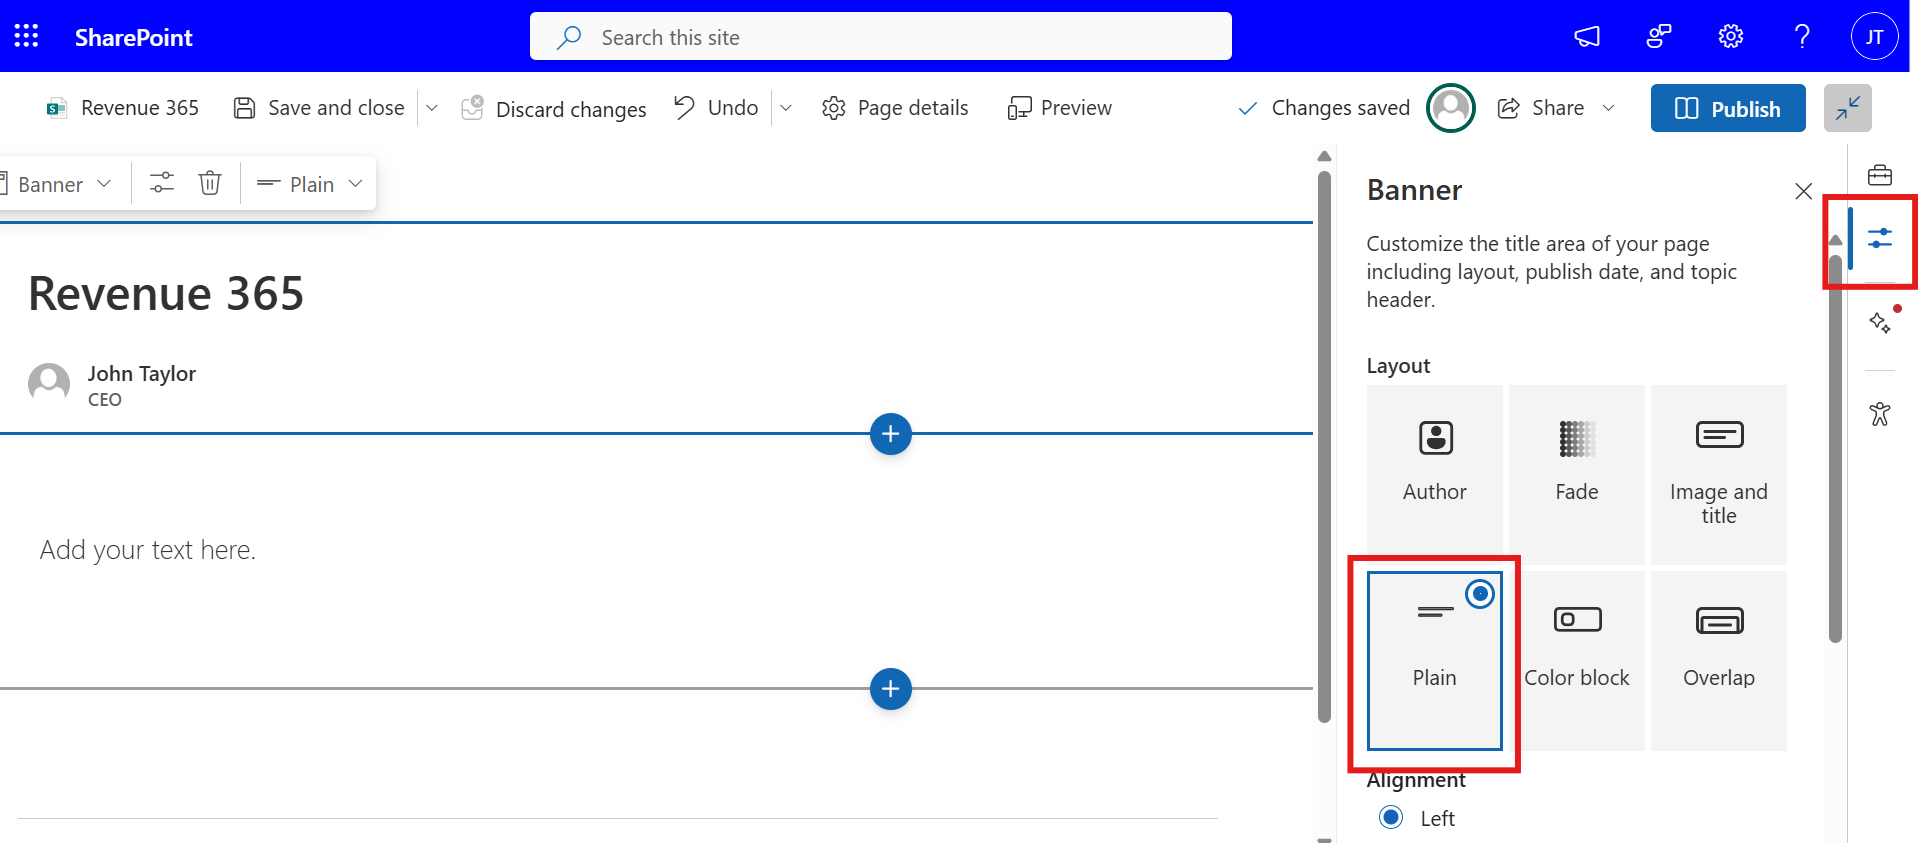 SharePoint
Search this site
JT
Revenue 365
Save and close
Discard changes
Undo
Page details
Preview
Changes saved
Share
Publish
Banner
Plain
Revenue 365
John Taylor
CEO
Add your text here.
Banner
Customize the title area of your page
including layout, publish date, and topic
header.
Layout
Author
Fade
Image and
title
Plain
Color block
Overlap
Alignment
Left